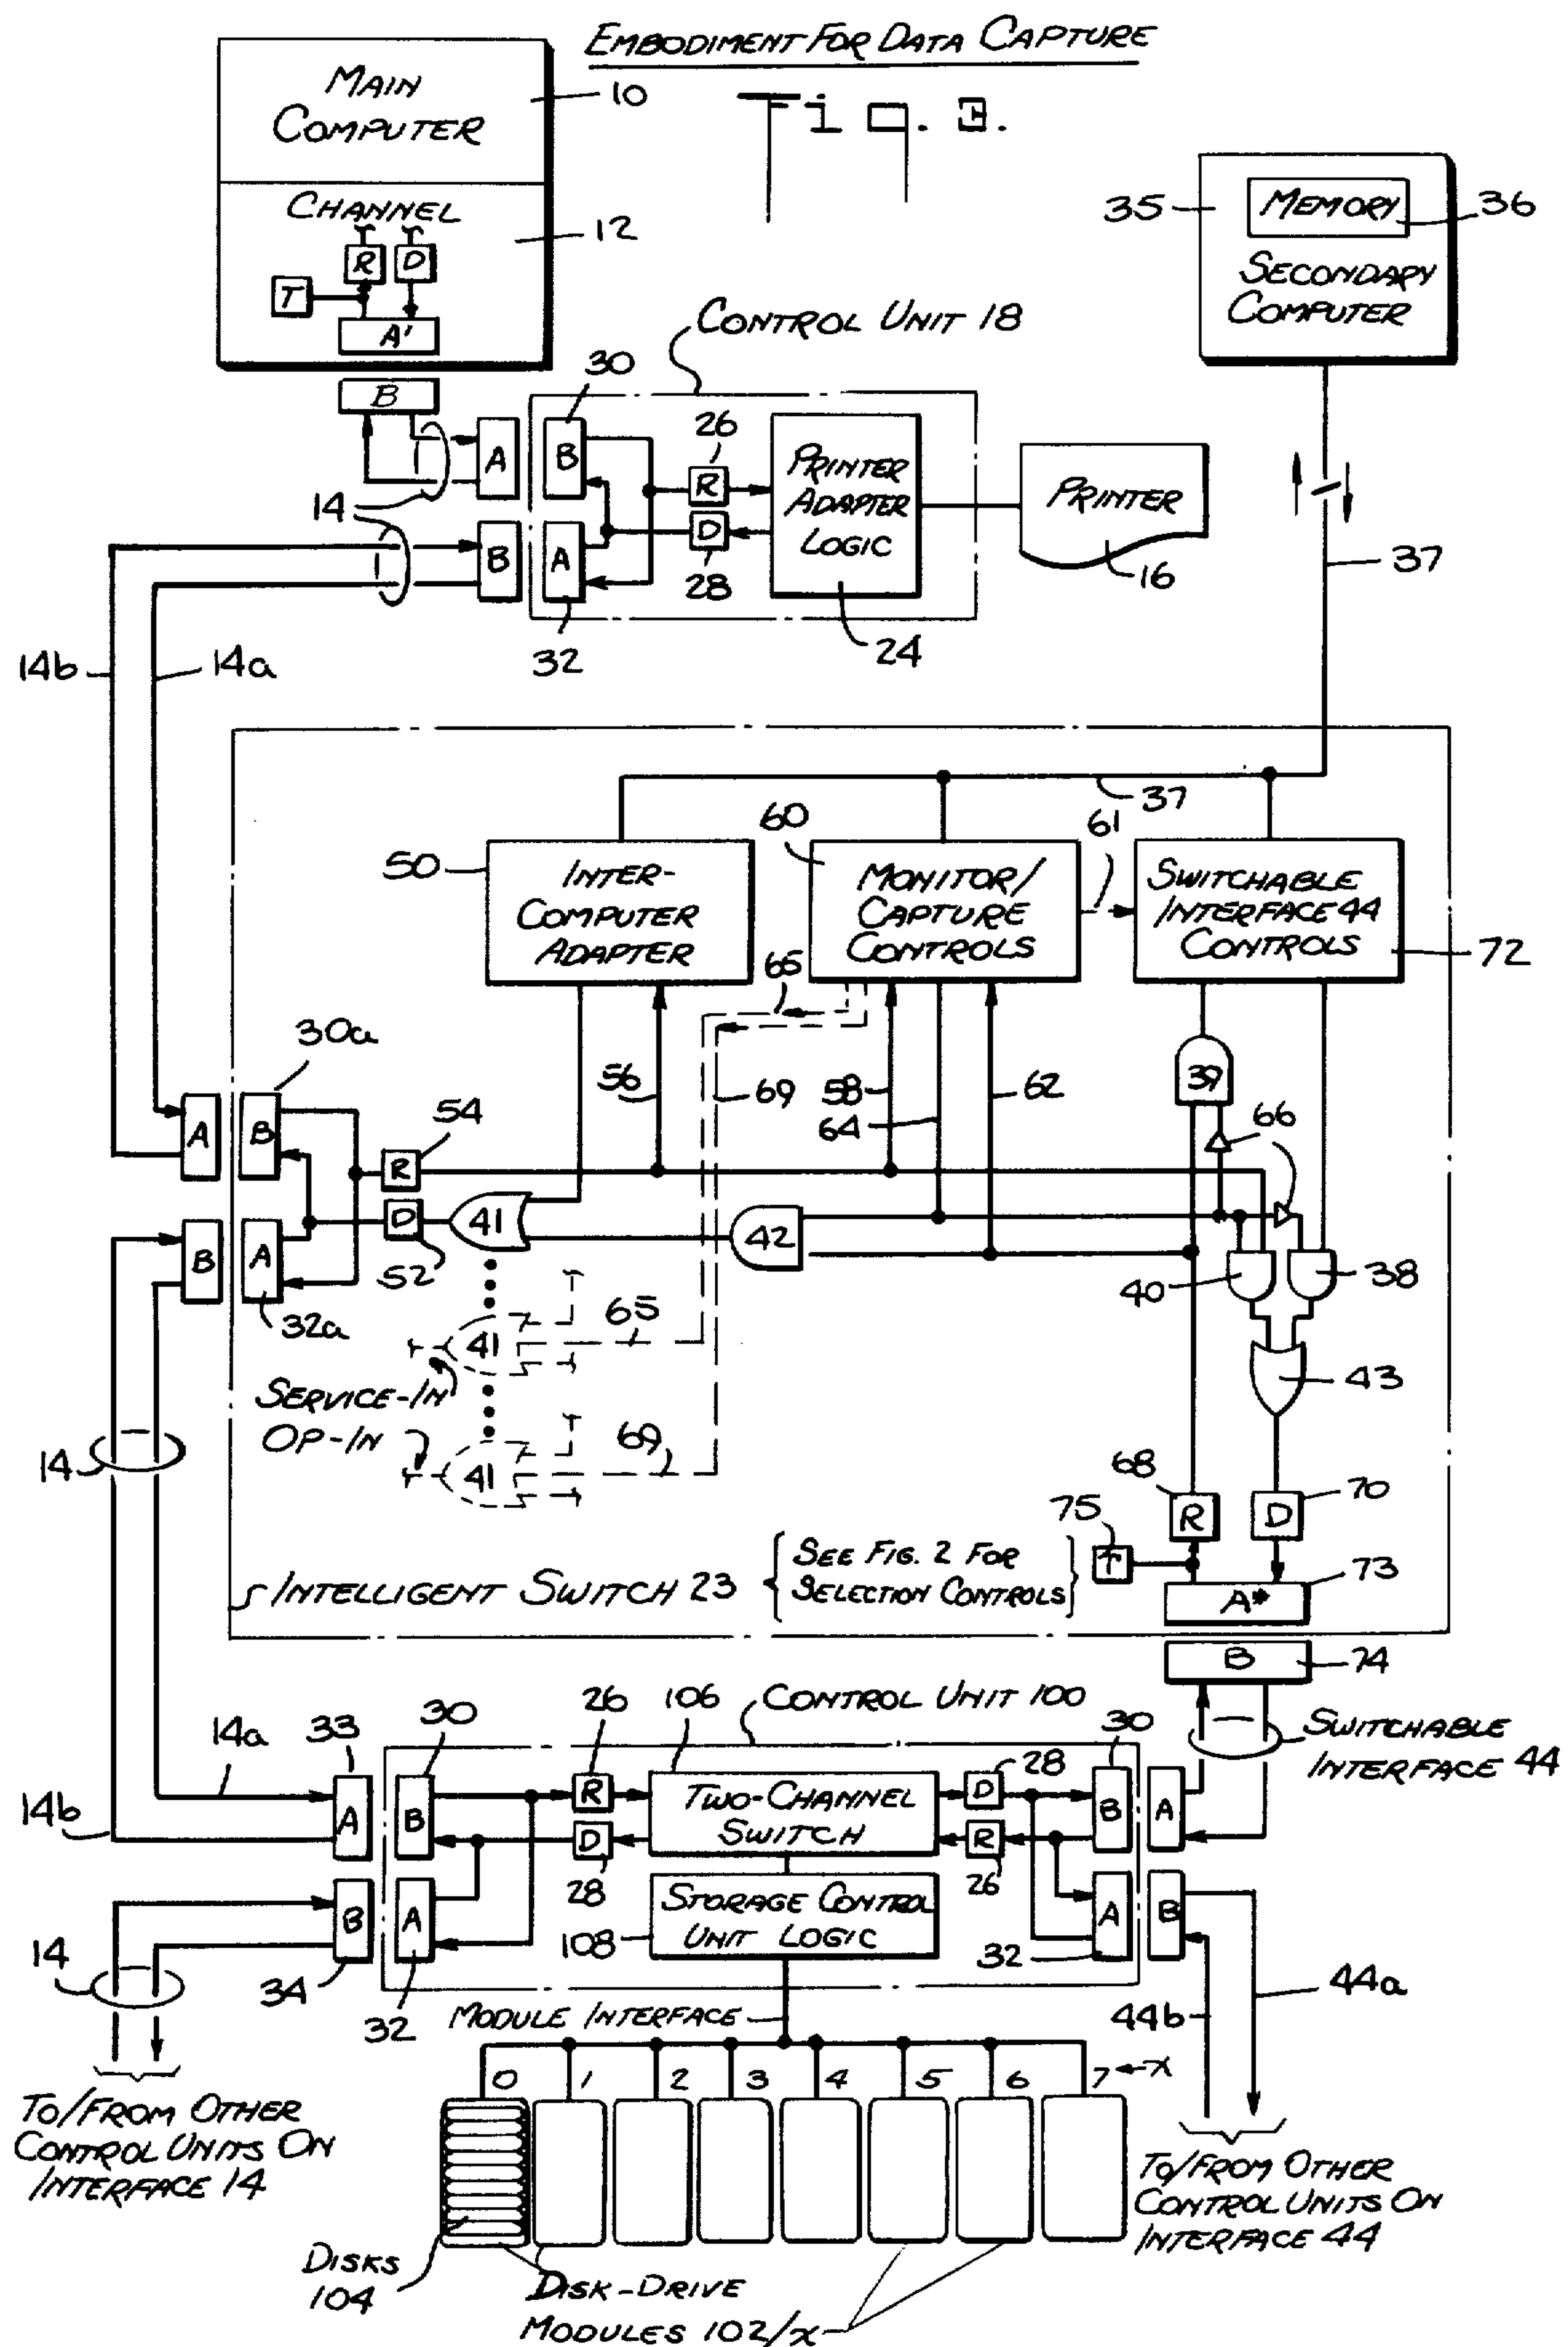 EMBODIMENT FOR DATA CAPTURE
Fig. 3.
MAIN
COMPUTER
10
CHANNEL
12
R
D
T
A'
B
35
MEMORY
36
SECONDARY
COMPUTER
CONTROL UNIT 18
30
26
A
B
R
PRINTER
ADAPTER
LOGIC
PRINTER
14
B
A
D
28
16
37
32
24
14b
14a
37
60
61
50
INTER-
COMPUTER
ADAPTER
MONITOR/
CAPTURE
CONTROLS
SWITCHABLE
INTERFACE 44
CONTROLS
72
65
30a
56
69
58
64
62
39
66
54
A
B
R
D
41
42
B
A
52
40
38
32a
41
65
43
SERVICE-IN
OP-IN
14
41
69
68
70
75
R
D
T
SEE FIG. 2 FOR
SELECTION CONTROLS
INTELLIGENT SWITCH 23
73
A*
B
74
CONTROL UNIT 100
14a
33
30
26
106
28
30
SWITCHABLE
INTERFACE 44
14b
A
B
R
TWO-CHANNEL
SWITCH
D
B
A
D
R
28
26
STORAGE CONTROL
UNIT LOGIC
108
B
A
A
B
14
34
32
32
44a
44b
MODULE INTERFACE
0
1
2
3
4
5
6
7
x
TO/FROM OTHER
CONTROL UNITS ON
INTERFACE 14
TO/FROM OTHER
CONTROL UNITS ON
INTERFACE 44
DISKS
104
DISK-DRIVE
MODULES 102/x